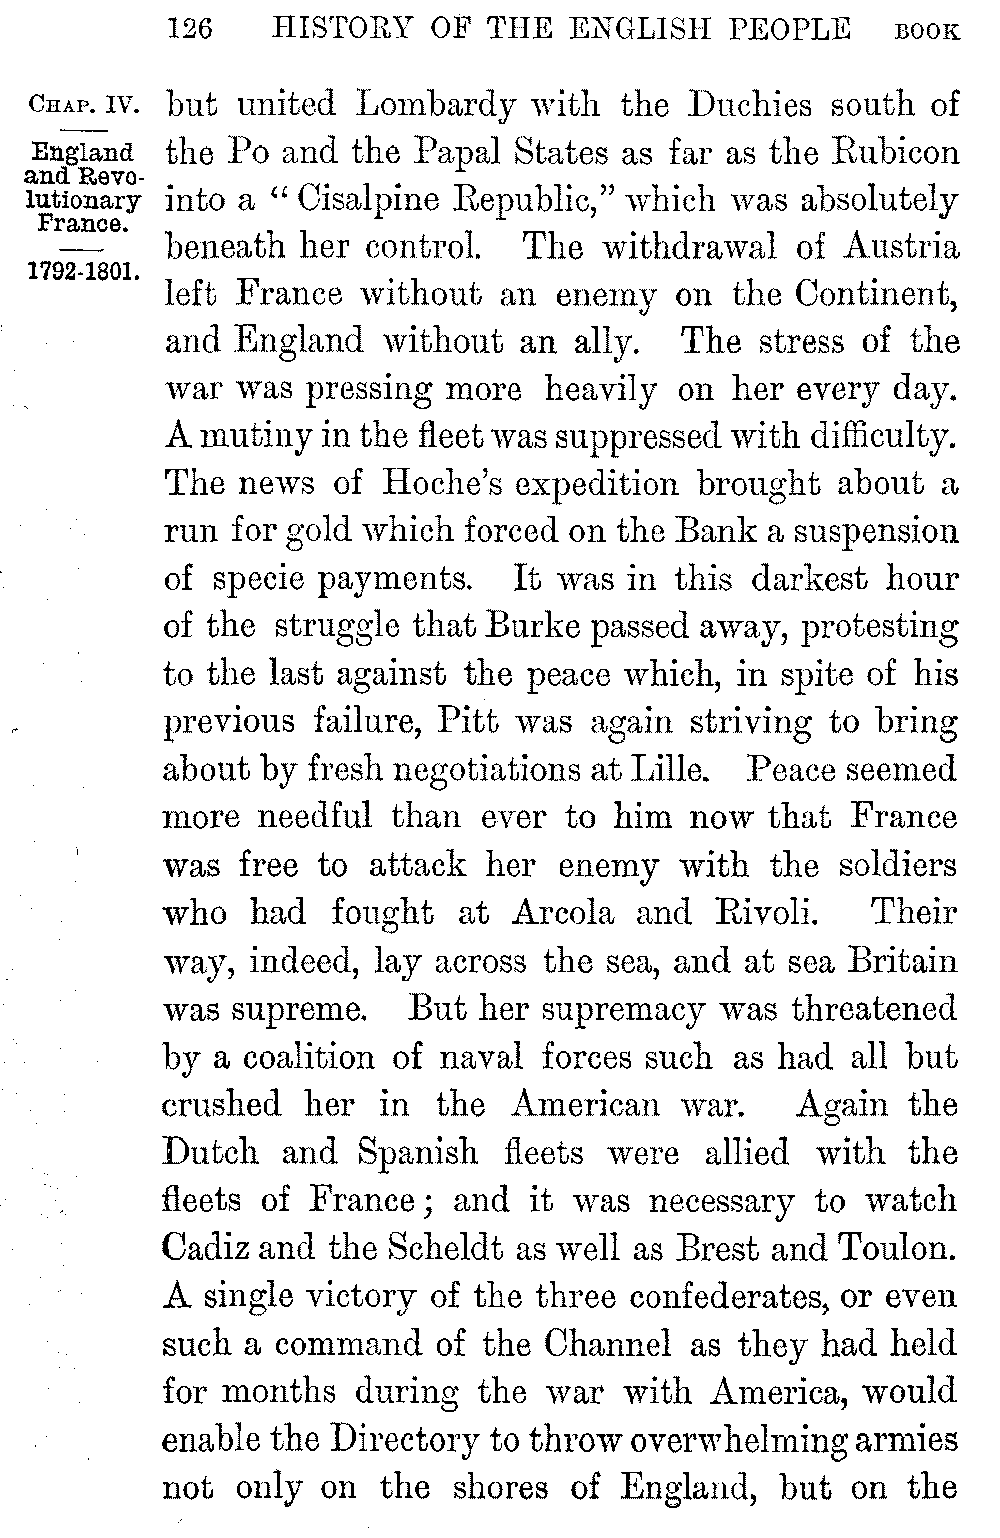 126 HISTORY OF THE ENGLISH PEOPLE BOOK
CHAP. IV.
England
and Revo-
lutionary
France.
1792-1801.
but united Lombardy with the Duchies south of
the Po and the Papal States as far as the Rubicon
into a “ Cisalpine Republic,” which was absolutely
beneath her control. The withdrawal of Austria
left France without an enemy on the Continent,
and England without an ally. The stress of the
war was pressing more heavily on her every day.
A mutiny in the fleet was suppressed with difficulty.
The news of Hoche’s expedition brought about a
run for gold which forced on the Bank a suspension
of specie payments. It was in this darkest hour
of the struggle that Burke passed away, protesting
to the last against the peace which, in spite of his
previous failure, Pitt was again striving to bring
about by fresh negotiations at Lille. Peace seemed
more needful than ever to him now that France
was free to attack her enemy with the soldiers
who had fought at Arcola and Rivoli. Their
way, indeed, lay across the sea, and at sea Britain
was supreme. But her supremacy was threatened
by a coalition of naval forces such as had all but
crushed her in the American war. Again the
Dutch and Spanish fleets were allied with the
fleets of France ; and it was necessary to watch
Cadiz and the Scheldt as well as Brest and Toulon.
A single victory of the three confederates, or even
such a command of the Channel as they had held
for months during the war with America, would
enable the Directory to throw overwhelming armies
not only on the shores of England, but on the